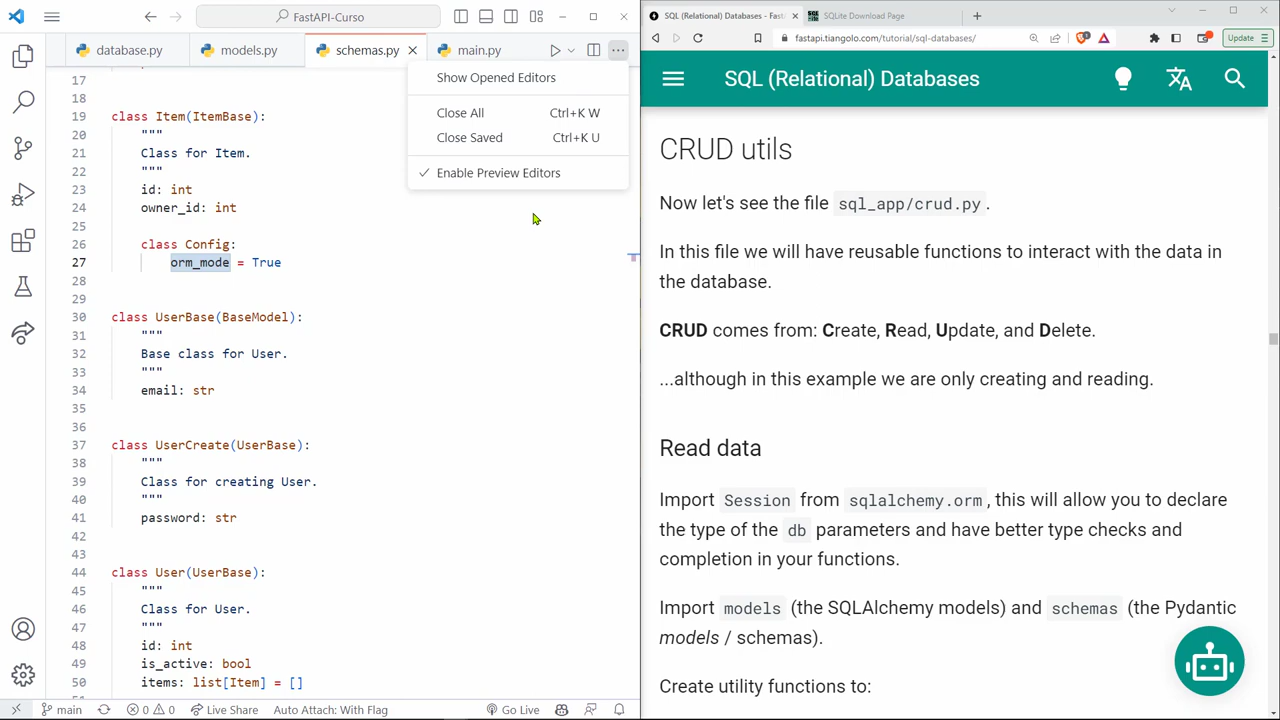 FastAPI-Curso
database.py
models.py
schemas.py
main.py
Show Opened Editors
Close All Ctrl+K W
Close Saved Ctrl+K U
Enable Preview Editors
17
18
19 class Item(ItemBase):
20 """
21 Class for Item.
22 """
23 id: int
24 owner_id: int
25
26 class Config:
27 orm_mode = True
28
29
30 class UserBase(BaseModel):
31 """
32 Base class for User.
33 """
34 email: str
35
36
37 class UserCreate(UserBase):
38 """
39 Class for creating User.
40 """
41 password: str
42
43
44 class User(UserBase):
45 """
46 Class for User.
47 """
48 id: int
49 is_active: bool
50 items: list[Item] = []
main 0 0 Live Share Auto Attach: With Flag Go Live
SQL (Relational) Databases - Fast
SQLite Download Page
fastapi.tiangolo.com/tutorial/sql-databases/
Update
SQL (Relational) Databases
CRUD utils
Now let's see the file sql_app/crud.py.
In this file we will have reusable functions to interact with the data in
the database.
CRUD comes from: Create, Read, Update, and Delete.
...although in this example we are only creating and reading.
Read data
Import Session from sqlalchemy.orm, this will allow you to declare
the type of the db parameters and have better type checks and
completion in your functions.
Import models (the SQLAlchemy models) and schemas (the Pydantic
models / schemas).
Create utility functions to: